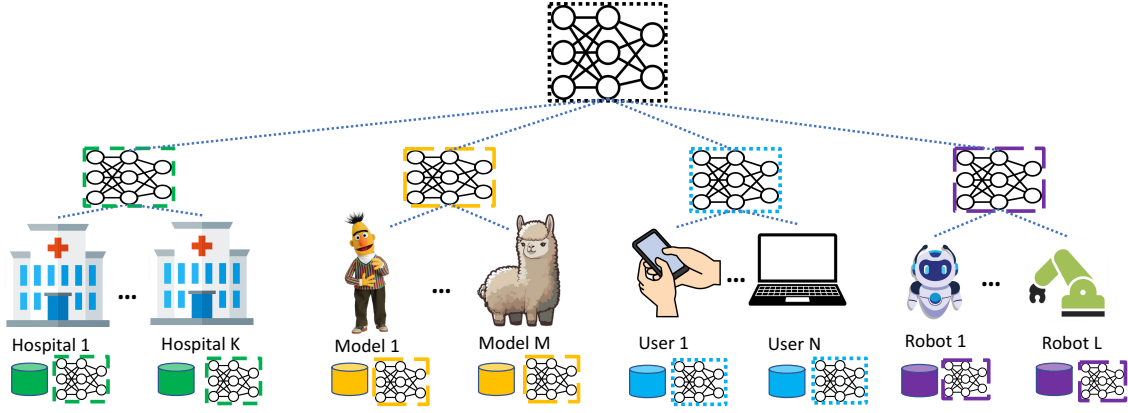 ... ... ... ...
Hospital 1 Hospital K Model 1 Model M User 1 User N Robot 1 Robot L